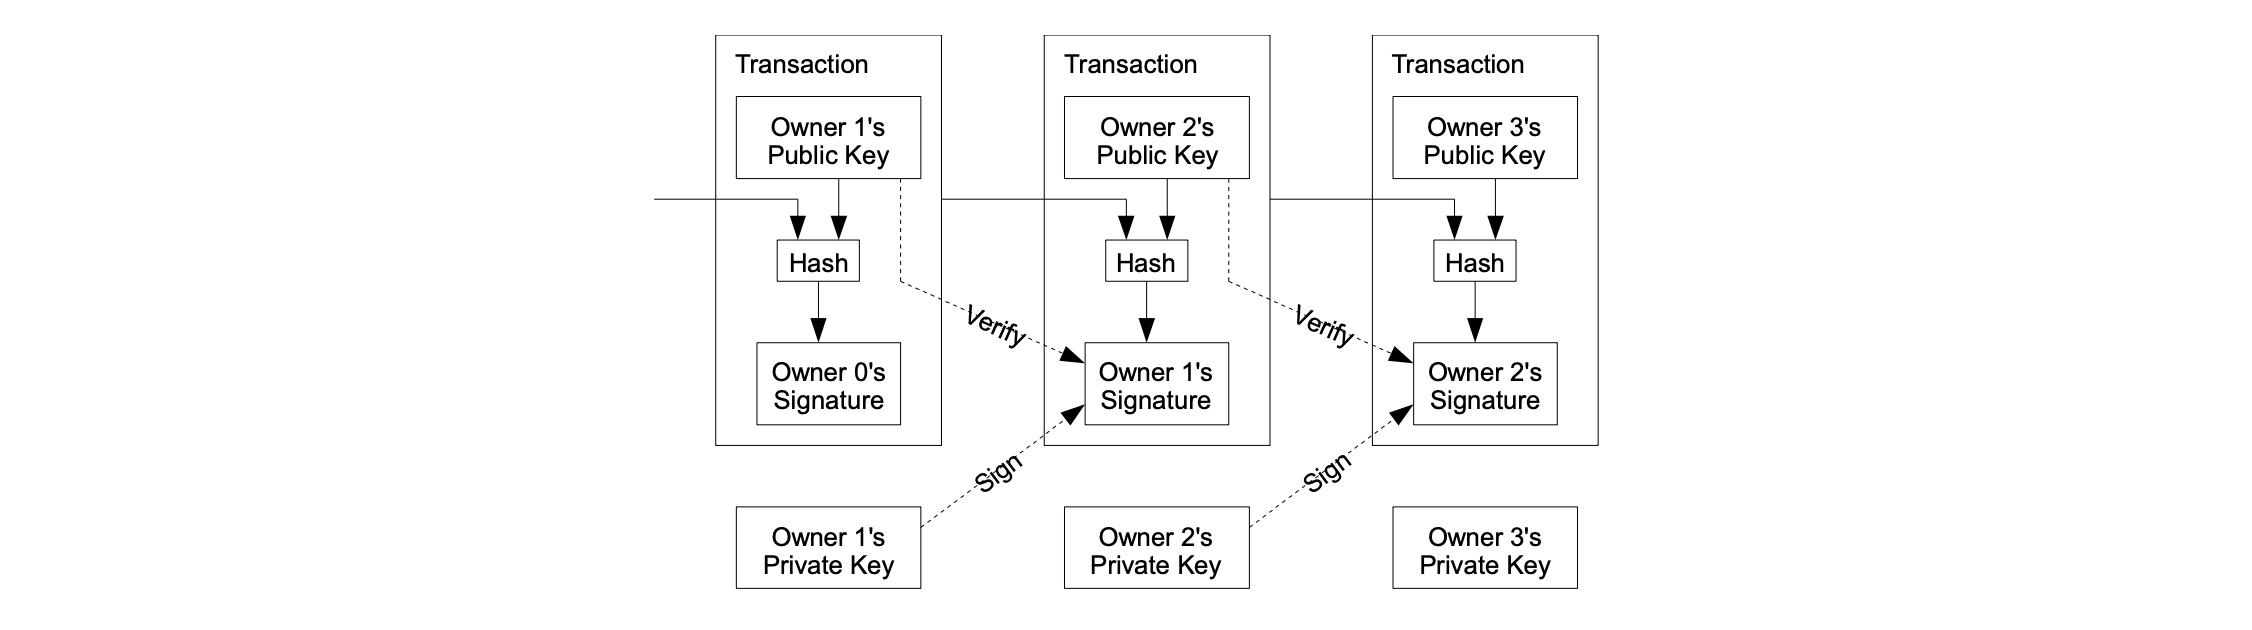 Transaction
Owner 1's
Public Key
Hash
Owner 0's
Signature
Transaction
Owner 2's
Public Key
Hash
Owner 1's
Signature
Transaction
Owner 3's
Public Key
Hash
Owner 2's
Signature
Verify
Verify
Sign
Sign
Owner 1's
Private Key
Owner 2's
Private Key
Owner 3's
Private Key